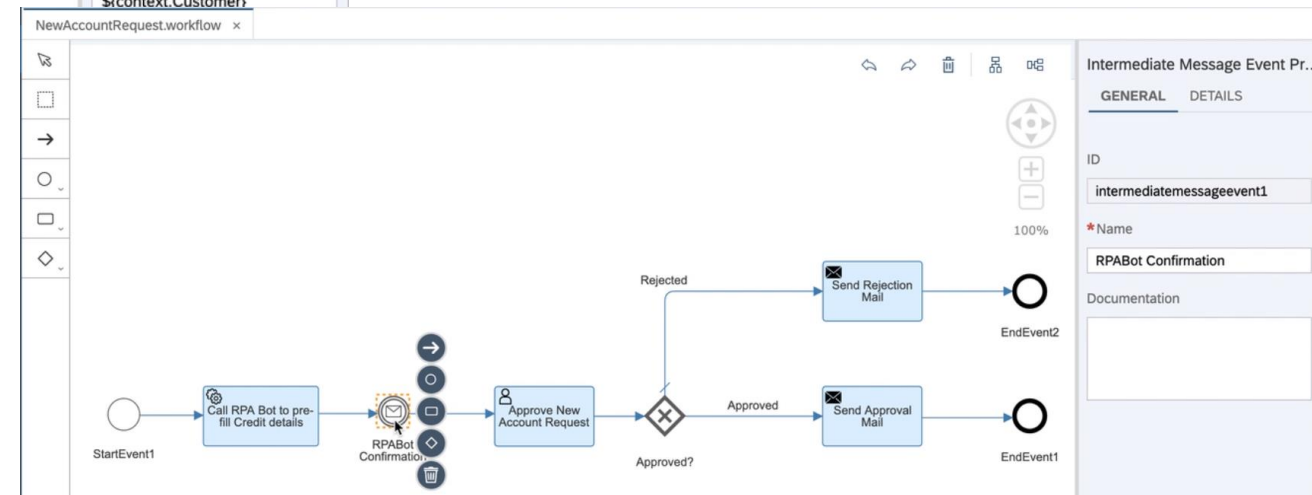 ${context.Customer}
NewAccountRequest.workflow ×
Intermediate Message Event Pr..
GENERAL DETAILS
ID
intermediatemessageevent1
*Name
RPABot Confirmation
Documentation
100%
StartEvent1
Call RPA Bot to pre-
fill Credit details
RPABot
Confirmation
Approve New
Account Request
Approved?
Rejected
Send Rejection
Mail
EndEvent2
Approved
Send Approval
Mail
EndEvent1